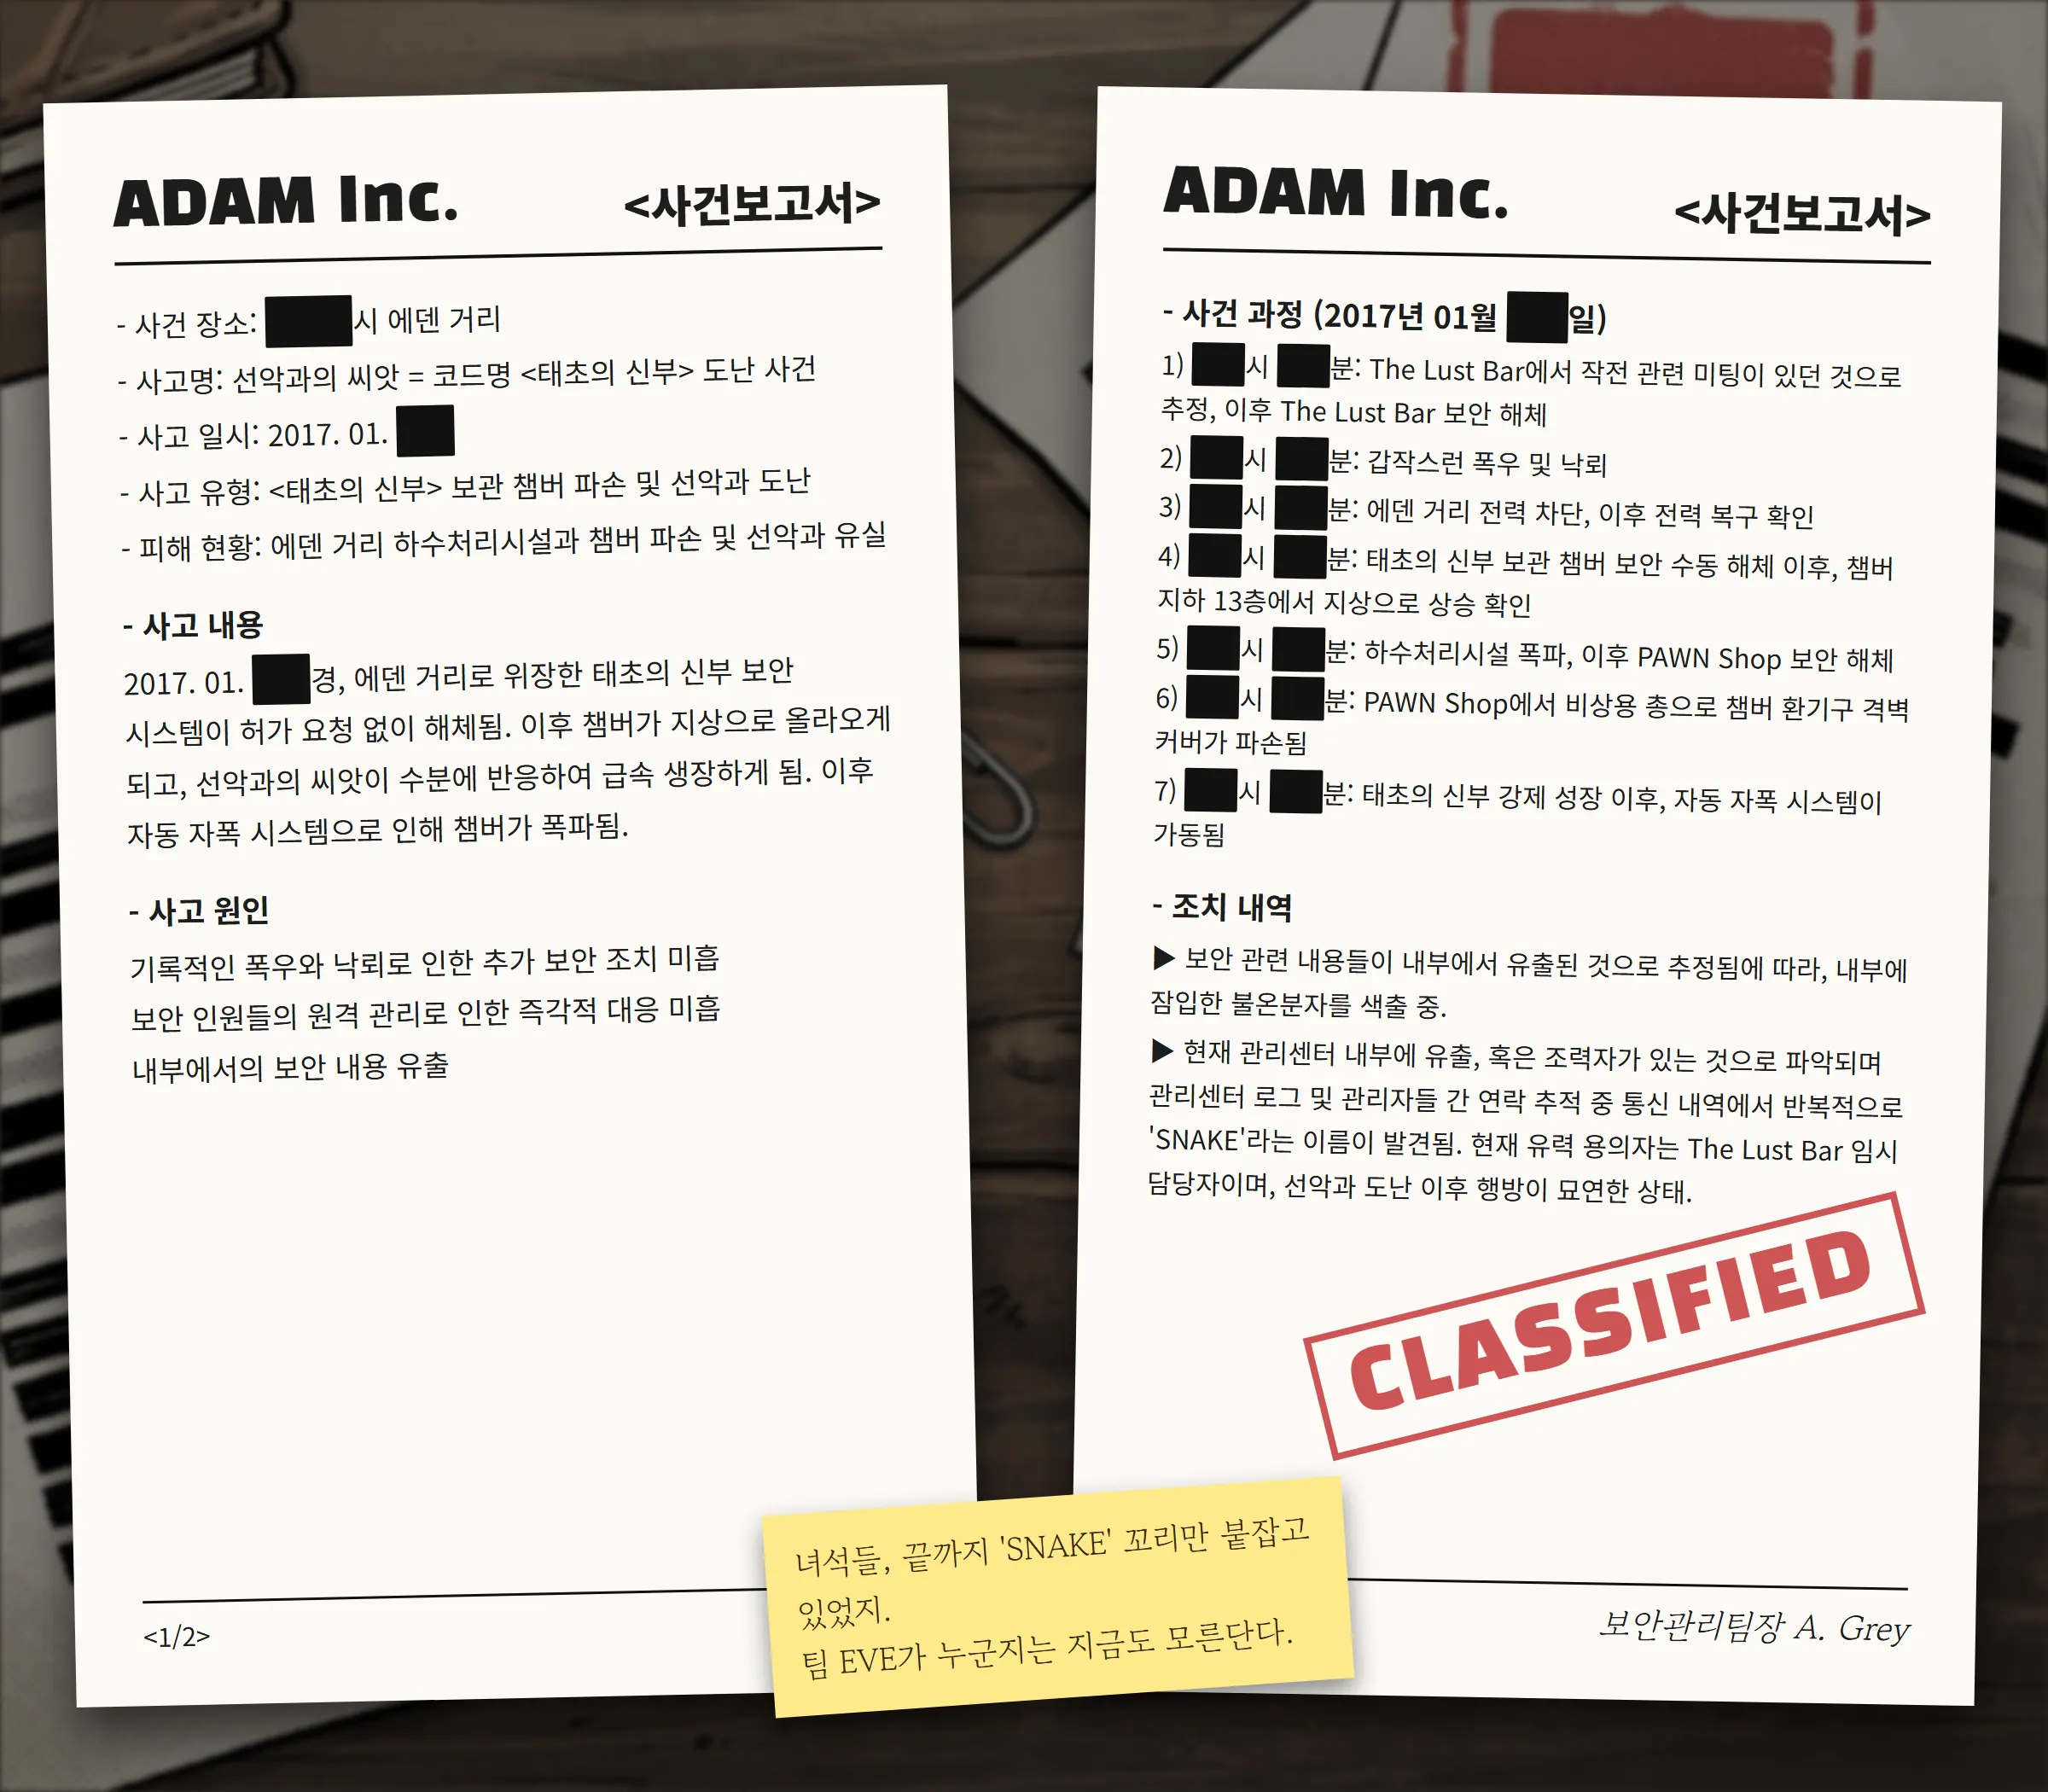 ADAM Inc.
<사건보고서>
- 사건 장소: 시 에덴 거리
- 사고명: 선악과의 씨앗 = 코드명 <태초의 신부> 도난 사건
- 사고 일시: 2017. 01.
- 사고 유형: <태초의 신부> 보관 챔버 파손 및 선악과 도난
- 피해 현황: 에덴 거리 하수처리시설과 챔버 파손 및 선악과 유실
- 사고 내용
2017. 01. 경, 에덴 거리로 위장한 태초의 신부 보안
시스템이 허가 요청 없이 해체됨. 이후 챔버가 지상으로 올라오게
되고, 선악과의 씨앗이 수분에 반응하여 급속 생장하게 됨. 이후
자동 자폭 시스템으로 인해 챔버가 폭파됨.
- 사고 원인
기록적인 폭우와 낙뢰로 인한 추가 보안 조치 미흡
보안 인원들의 원격 관리로 인한 즉각적 대응 미흡
내부에서의 보안 내용 유출
<1/2>
ADAM Inc.
<사건보고서>
- 사건 과정 (2017년 01월 일)
1) 시 분: The Lust Bar에서 작전 관련 미팅이 있던 것으로
추정, 이후 The Lust Bar 보안 해체
2) 시 분: 갑작스런 폭우 및 낙뢰
3) 시 분: 에덴 거리 전력 차단, 이후 전력 복구 확인
4) 시 분: 태초의 신부 보관 챔버 보안 수동 해체 이후, 챔버
지하 13층에서 지상으로 상승 확인
5) 시 분: 하수처리시설 폭파, 이후 PAWN Shop 보안 해체
6) 시 분: PAWN Shop에서 비상용 총으로 챔버 환기구 격벽
커버가 파손됨
7) 시 분: 태초의 신부 강제 성장 이후, 자동 자폭 시스템이
가동됨
- 조치 내역
▶ 보안 관련 내용들이 내부에서 유출된 것으로 추정됨에 따라, 내부에
잠입한 불온분자를 색출 중.
▶ 현재 관리센터 내부에 유출, 혹은 조력자가 있는 것으로 파악되며
관리센터 로그 및 관리자들 간 연락 추적 중 통신 내역에서 반복적으로
'SNAKE'라는 이름이 발견됨. 현재 유력 용의자는 The Lust Bar 임시
담당자이며, 선악과 도난 이후 행방이 묘연한 상태.
CLASSIFIED
보안관리팀장 A. Grey
녀석들, 끝까지 'SNAKE' 꼬리만 붙잡고
있었지.
팀 EVE가 누군지는 지금도 모른단다.